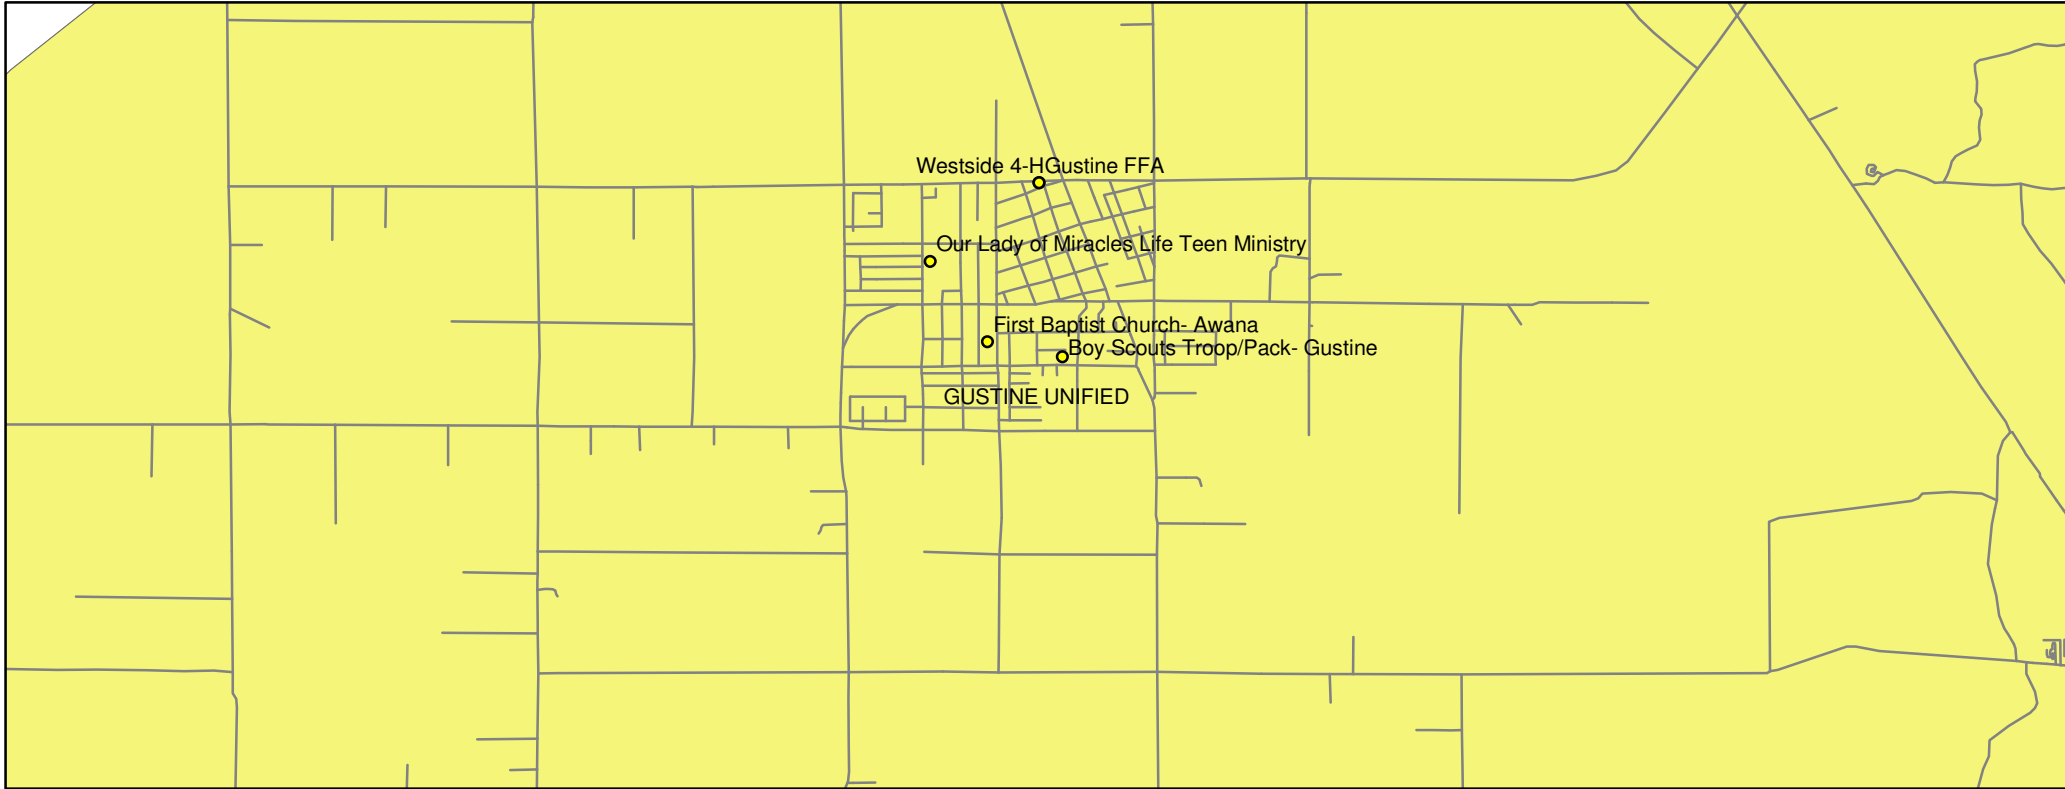 Westside 4-HGustine FFA
Our Lady of Miracles Life Teen Ministry
First Baptist Church- Awana
Boy Scouts Troop/Pack- Gustine
GUSTINE UNIFIED